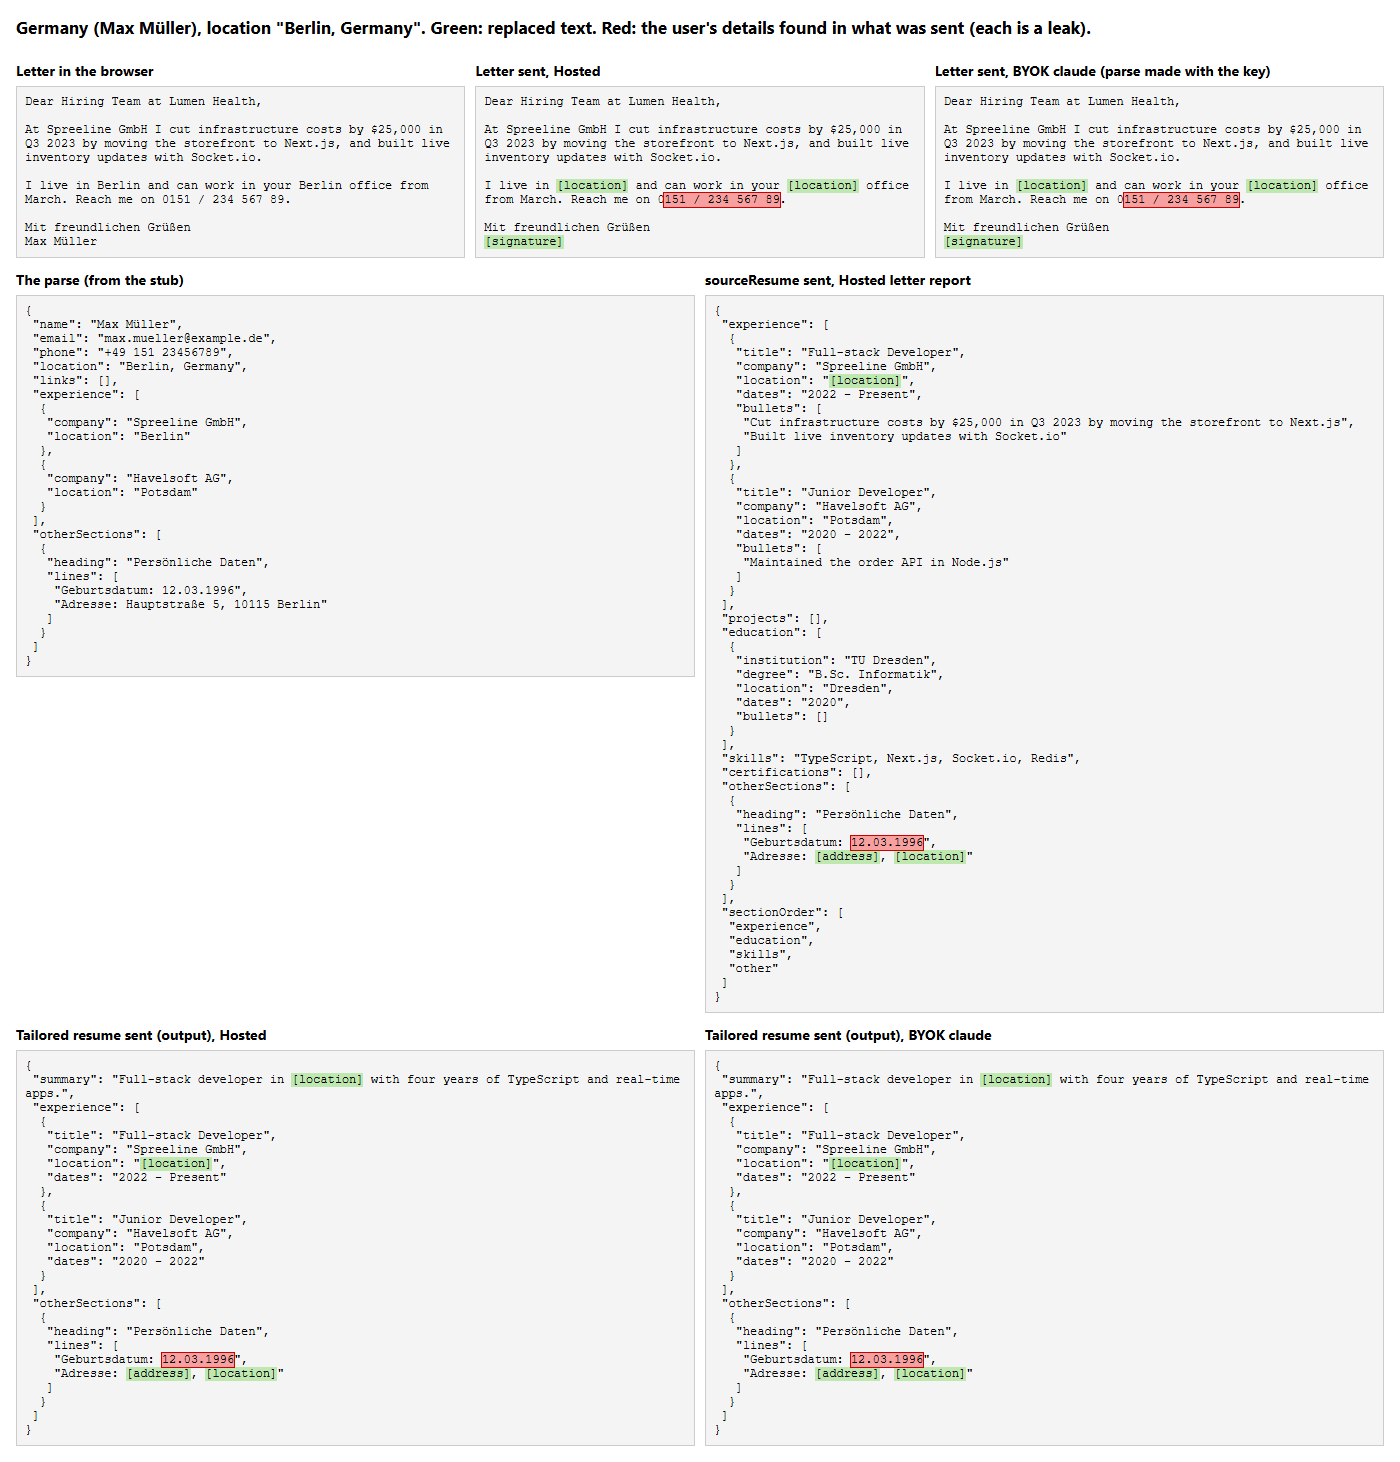 Germany (Max Müller), location "Berlin, Germany". Green: replaced text. Red: the user's details found in what was sent (each is a leak).
Letter in the browser
Dear Hiring Team at Lumen Health,
At Spreeline GmbH I cut infrastructure costs by $25,000 in
Q3 2023 by moving the storefront to Next.js, and built live
inventory updates with Socket.io.
I live in Berlin and can work in your Berlin office from
March. Reach me on 0151 / 234 567 89.
Mit freundlichen Grüßen
Max Müller
Letter sent, Hosted
Dear Hiring Team at Lumen Health,
At Spreeline GmbH I cut infrastructure costs by $25,000 in
Q3 2023 by moving the storefront to Next.js, and built live
inventory updates with Socket.io.
I live in [location] and can work in your [location] office
from March. Reach me on 0151 / 234 567 89.
Mit freundlichen Grüßen
[signature]
Letter sent, BYOK claude (parse made with the key)
Dear Hiring Team at Lumen Health,
At Spreeline GmbH I cut infrastructure costs by $25,000 in
Q3 2023 by moving the storefront to Next.js, and built live
inventory updates with Socket.io.
I live in [location] and can work in your [location] office
from March. Reach me on 0151 / 234 567 89.
Mit freundlichen Grüßen
[signature]
The parse (from the stub)
{
"name": "Max Müller",
"email": "max.mueller@example.de",
"phone": "+49 151 23456789",
"location": "Berlin, Germany",
"links": [],
"experience": [
{
"company": "Spreeline GmbH",
"location": "Berlin"
},
{
"company": "Havelsoft AG",
"location": "Potsdam"
}
],
"otherSections": [
{
"heading": "Persönliche Daten",
"lines": [
"Geburtsdatum: 12.03.1996",
"Adresse: Hauptstraße 5, 10115 Berlin"
]
}
]
}
sourceResume sent, Hosted letter report
{
"experience": [
{
"title": "Full-stack Developer",
"company": "Spreeline GmbH",
"location": "[location]",
"dates": "2022 - Present",
"bullets": [
"Cut infrastructure costs by $25,000 in Q3 2023 by moving the storefront to Next.js",
"Built live inventory updates with Socket.io"
]
},
{
"title": "Junior Developer",
"company": "Havelsoft AG",
"location": "Potsdam",
"dates": "2020 - 2022",
"bullets": [
"Maintained the order API in Node.js"
]
}
],
"projects": [],
"education": [
{
"institution": "TU Dresden",
"degree": "B.Sc. Informatik",
"location": "Dresden",
"dates": "2020",
"bullets": []
}
],
"skills": "TypeScript, Next.js, Socket.io, Redis",
"certifications": [],
"otherSections": [
{
"heading": "Persönliche Daten",
"lines": [
"Geburtsdatum: 12.03.1996",
"Adresse: [address], [location]"
]
}
],
"sectionOrder": [
"experience",
"education",
"skills",
"other"
]
}
Tailored resume sent (output), Hosted
{
"summary": "Full-stack developer in [location] with four years of TypeScript and real-time
apps.",
"experience": [
{
"title": "Full-stack Developer",
"company": "Spreeline GmbH",
"location": "[location]",
"dates": "2022 - Present"
},
{
"title": "Junior Developer",
"company": "Havelsoft AG",
"location": "Potsdam",
"dates": "2020 - 2022"
}
],
"otherSections": [
{
"heading": "Persönliche Daten",
"lines": [
"Geburtsdatum: 12.03.1996",
"Adresse: [address], [location]"
]
}
]
}
Tailored resume sent (output), BYOK claude
{
"summary": "Full-stack developer in [location] with four years of TypeScript and real-time
apps.",
"experience": [
{
"title": "Full-stack Developer",
"company": "Spreeline GmbH",
"location": "[location]",
"dates": "2022 - Present"
},
{
"title": "Junior Developer",
"company": "Havelsoft AG",
"location": "Potsdam",
"dates": "2020 - 2022"
}
],
"otherSections": [
{
"heading": "Persönliche Daten",
"lines": [
"Geburtsdatum: 12.03.1996",
"Adresse: [address], [location]"
]
}
]
}